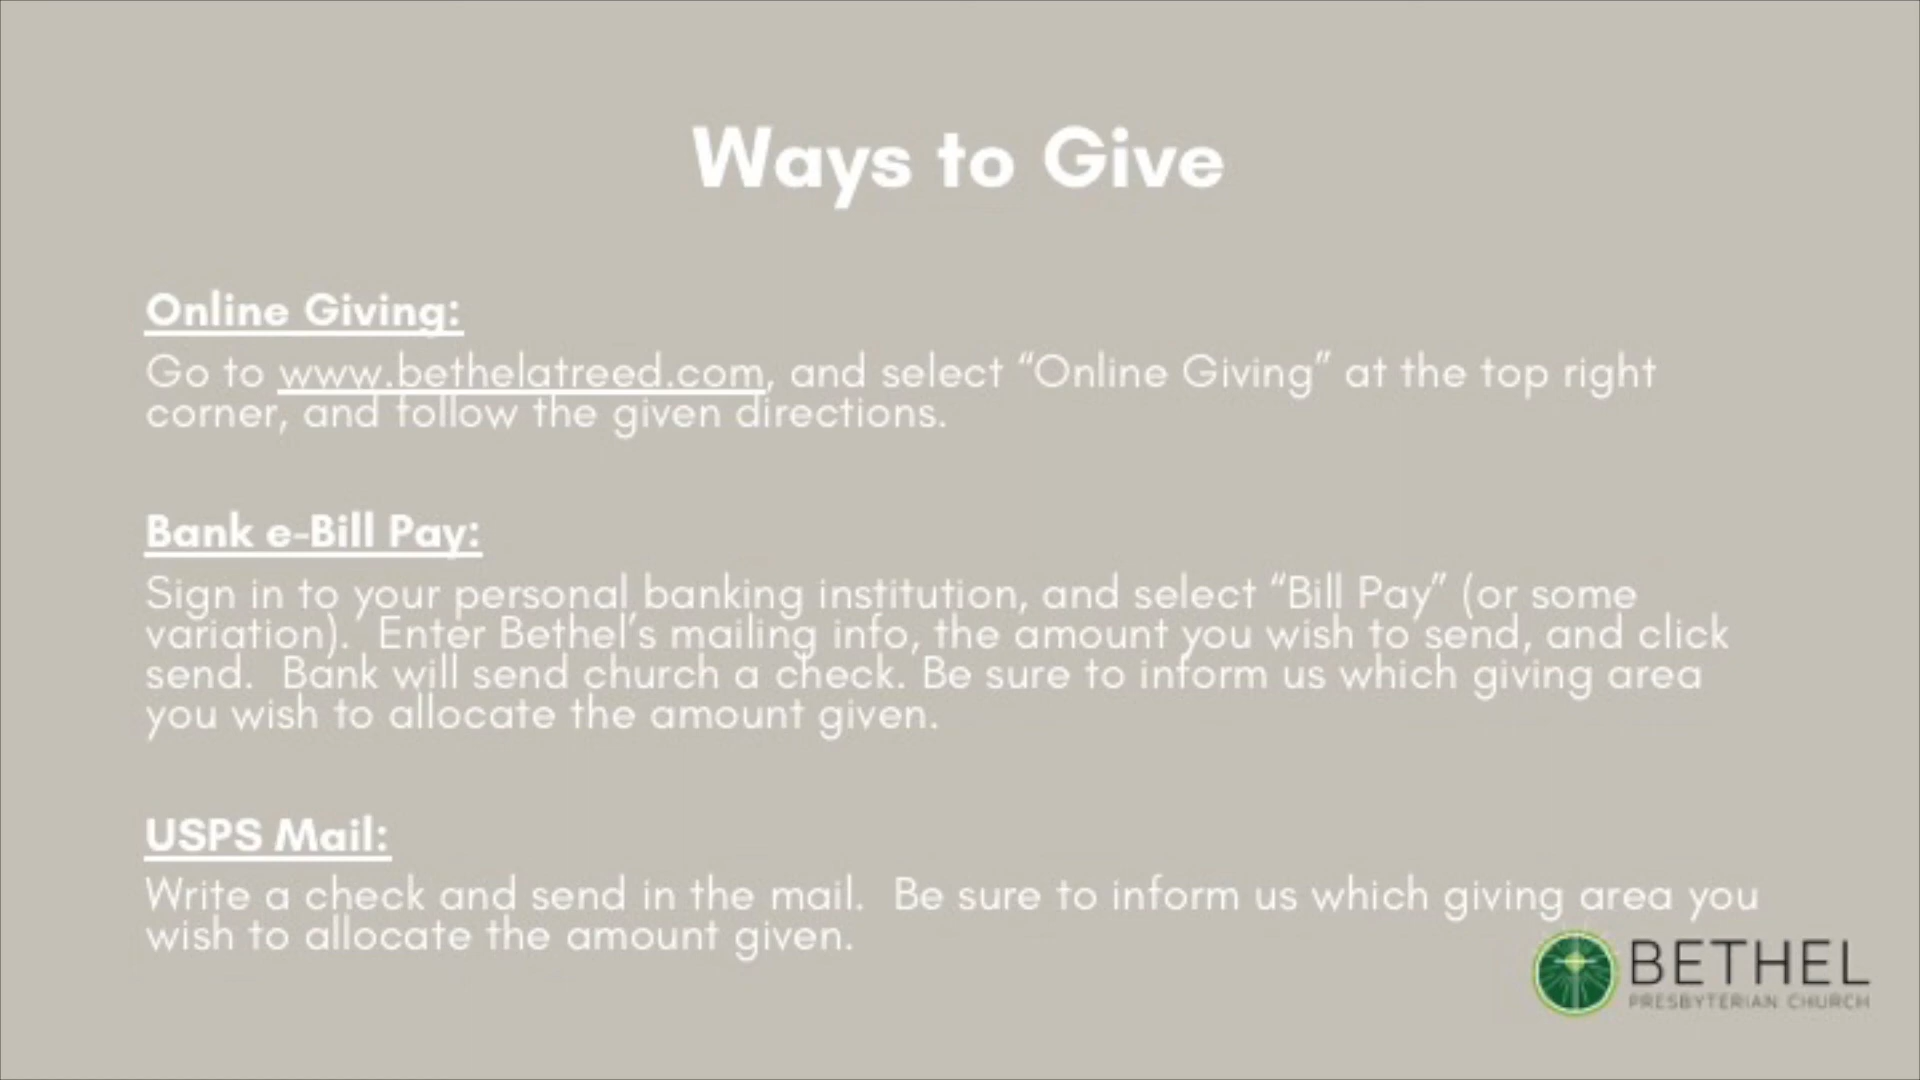 Ways to Give
Online Giving:
Go to www.bethelatreed.com, and select “Online Giving” at the top right
corner, and follow the given directions.
Bank e-Bill Pay:
Sign in to your personal banking institution, and select “Bill Pay” (or some
variation).  Enter Bethel’s mailing info, the amount you wish to send, and click
send.  Bank will send church a check. Be sure to inform us which giving area
you wish to allocate the amount given.
USPS Mail:
Write a check and send in the mail.  Be sure to inform us which giving area you
wish to allocate the amount given.
BETHEL
PRESBYTERIAN CHURCH